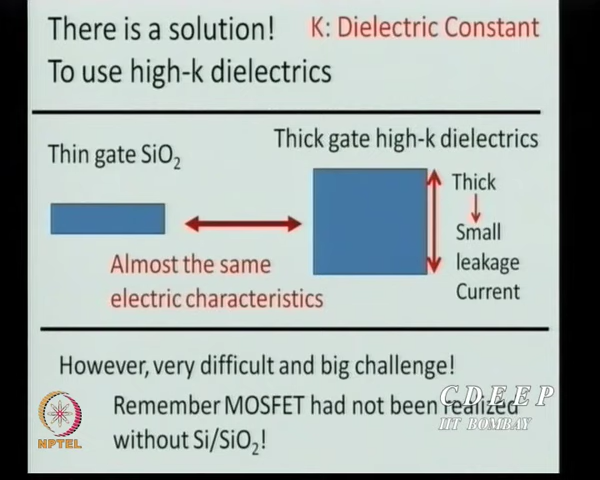 There is a solution! K: Dielectric Constant
To use high-k dielectrics
Thick gate high-k dielectrics
Thin gate SiO₂
Thick
Small
leakage
Current
Almost the same
electric characteristics
However, very difficult and big challenge!
Remember MOSFET had not been realized
without Si/SiO₂!
CDEEP
IIT BOMBAY
NPTEL